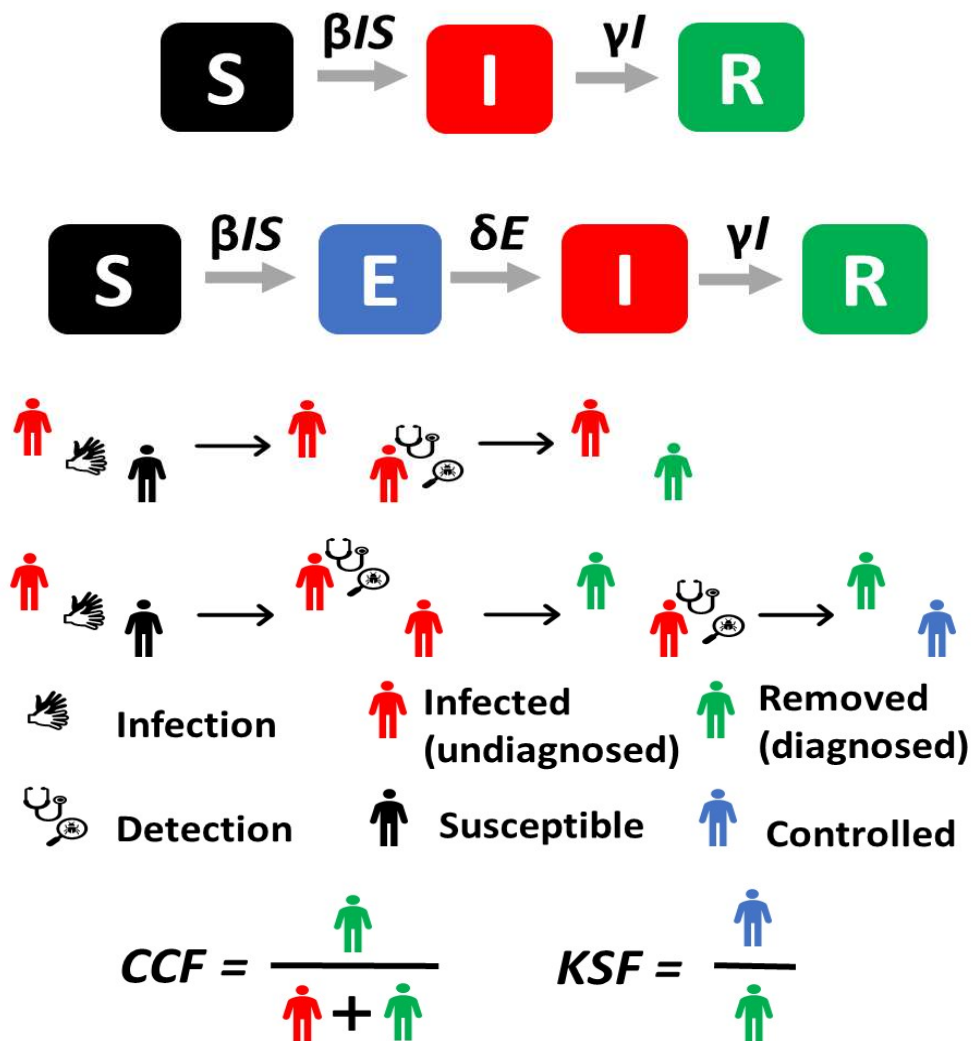 βIS γI
S I R
βIS δE γI
S E I R
Infection
Infected
(undiagnosed)
Removed
(diagnosed)
Detection
Susceptible
Controlled
CCF =
+
KSF =